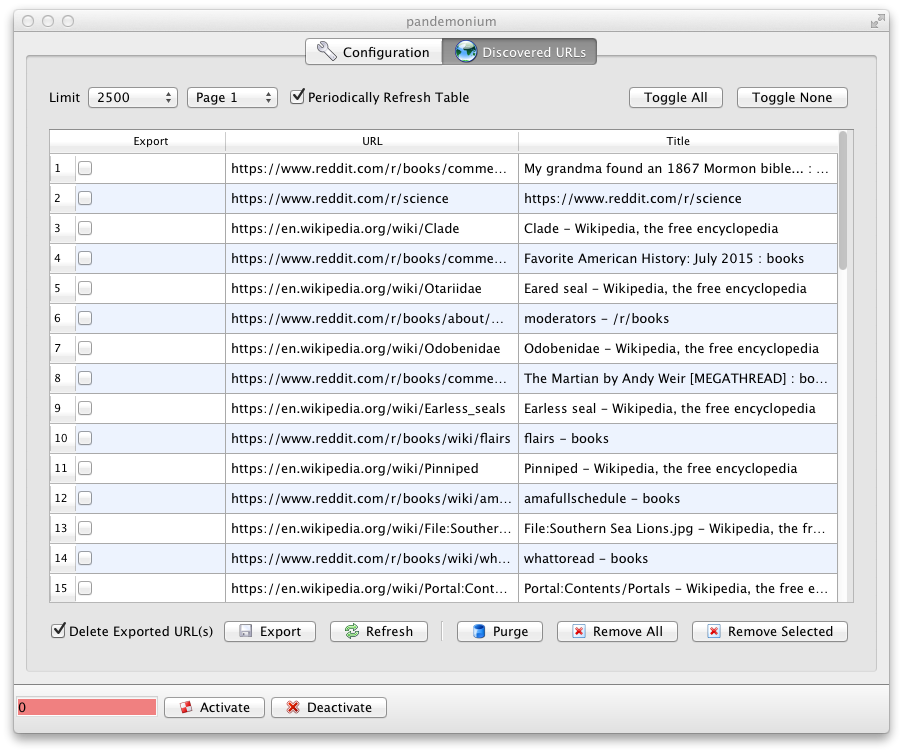 pandemonium
Configuration Discovered URLs
Limit 2500 Page 1 Periodically Refresh Table Toggle All Toggle None
Export URL Title
1 https://www.reddit.com/r/books/comme... My grandma found an 1867 Mormon bible... : ...
2 https://www.reddit.com/r/science https://www.reddit.com/r/science
3 https://en.wikipedia.org/wiki/Clade Clade – Wikipedia, the free encyclopedia
4 https://www.reddit.com/r/books/comme... Favorite American History: July 2015 : books
5 https://en.wikipedia.org/wiki/Otariidae Eared seal – Wikipedia, the free encyclopedia
6 https://www.reddit.com/r/books/about/... moderators – /r/books
7 https://en.wikipedia.org/wiki/Odobenidae Odobenidae – Wikipedia, the free encyclopedia
8 https://www.reddit.com/r/books/comme... The Martian by Andy Weir [MEGATHREAD] : bo...
9 https://en.wikipedia.org/wiki/Earless_seals Earless seal – Wikipedia, the free encyclopedia
10 https://www.reddit.com/r/books/wiki/flairs flairs – books
11 https://en.wikipedia.org/wiki/Pinniped Pinniped – Wikipedia, the free encyclopedia
12 https://www.reddit.com/r/books/wiki/am... amafullschedule – books
13 https://en.wikipedia.org/wiki/File:Souther... File:Southern Sea Lions.jpg – Wikipedia, the fr...
14 https://www.reddit.com/r/books/wiki/wh... whattoread – books
15 https://en.wikipedia.org/wiki/Portal:Cont... Portal:Contents/Portals – Wikipedia, the free e...
Delete Exported URL(s) Export Refresh Purge Remove All Remove Selected
0 Activate Deactivate